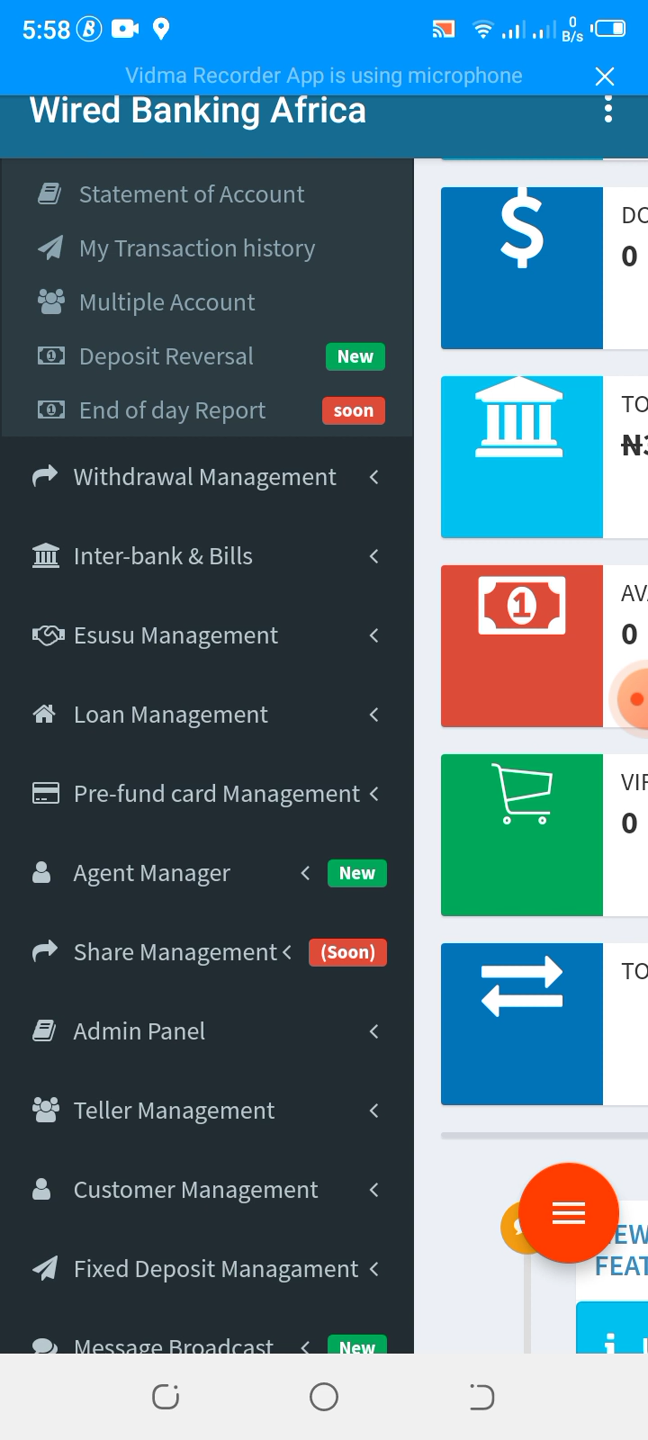 5:58
0
B/s
Vidma Recorder App is using microphone
Wired Banking Africa
Statement of Account
My Transaction history
Multiple Account
Deposit Reversal New
End of day Report soon
Withdrawal Management
Inter-bank & Bills
Esusu Management
Loan Management
Pre-fund card Management
Agent Manager New
Share Management (Soon)
Admin Panel
Teller Management
Customer Management
Fixed Deposit Managament
Message Broadcast New
DO
0
TO
₦3
AV
0
VI
0
TO
EW
FEAT